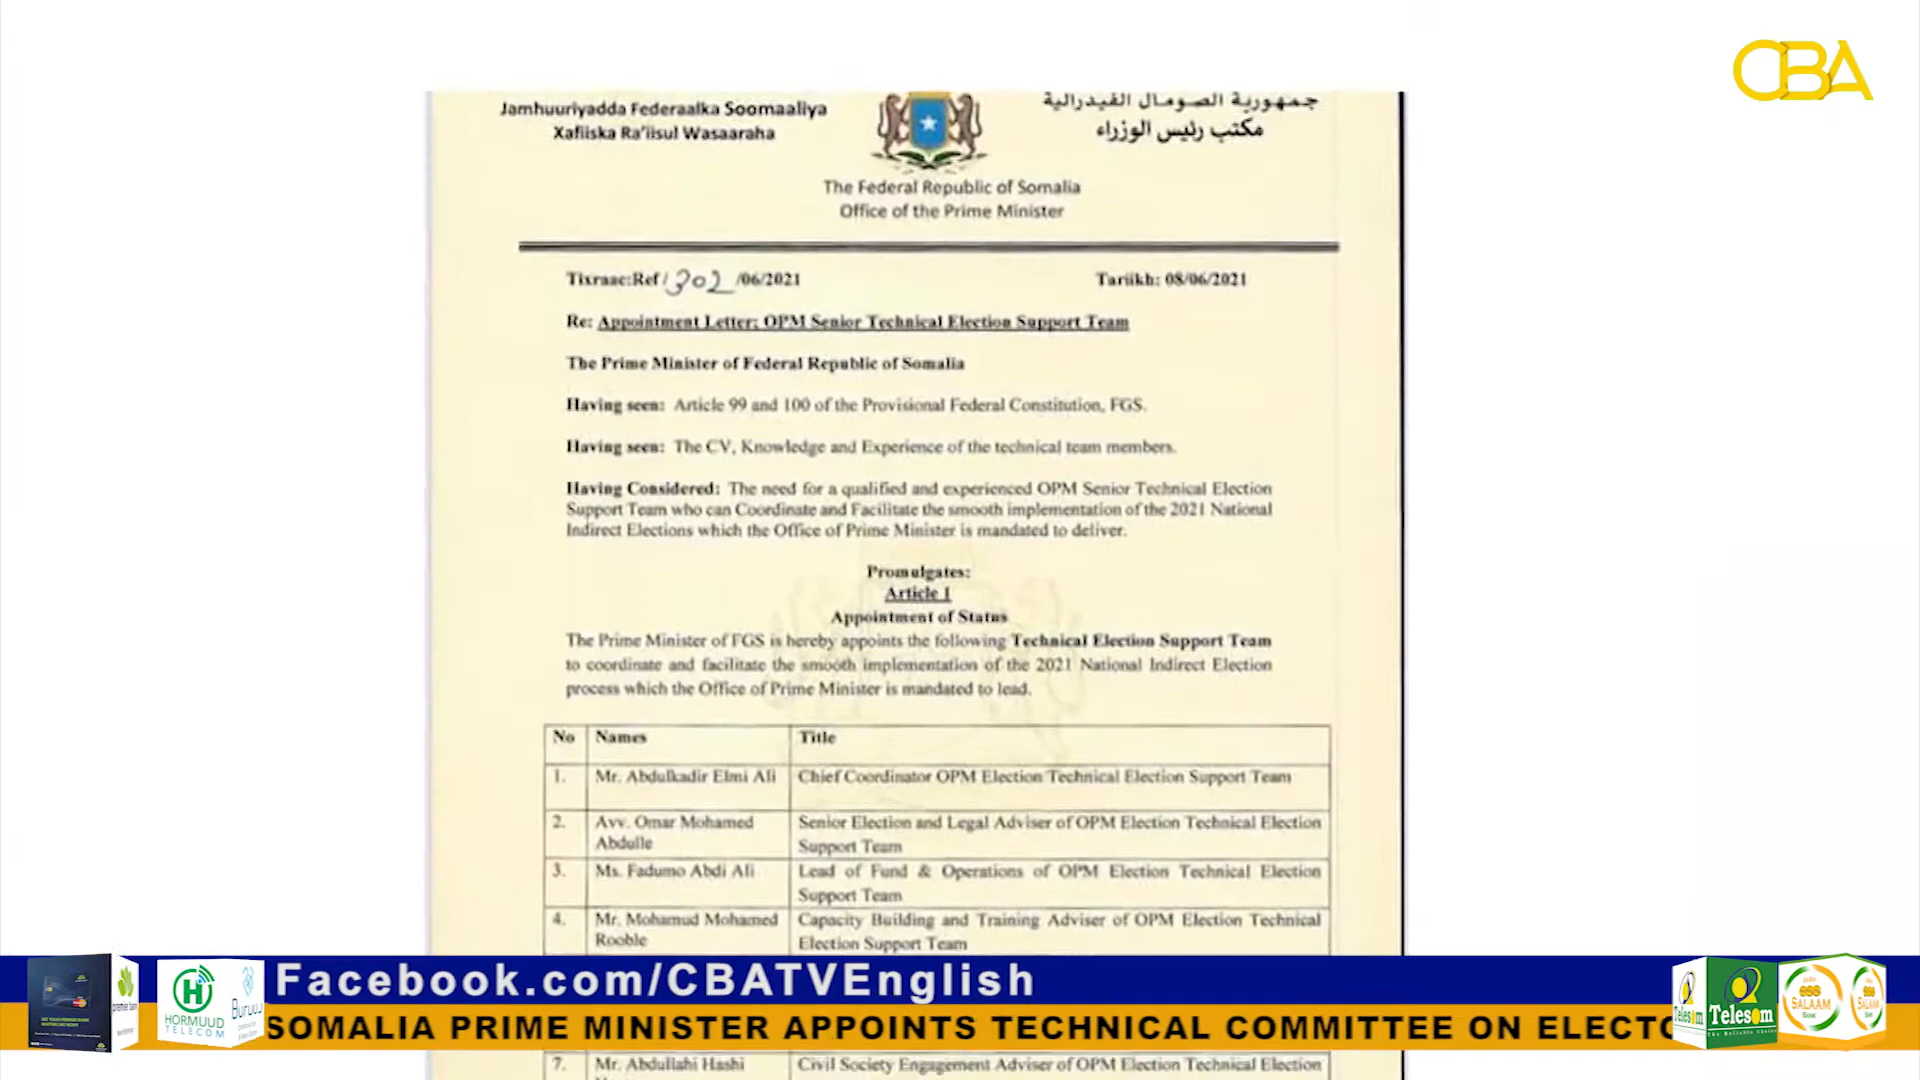 CBA
Jamhuuriyadda Federaalka Soomaaliya
Xafiiska Ra'iisul Wasaaraha
جمهورية الصومال الفيدرالية
مكتب رئيس الوزراء
The Federal Republic of Somalia
Office of the Prime Minister
Tixraac:Ref/302/06/2021
Tariikh: 08/06/2021
Re: Appointment Letter: OPM Senior Technical Election Support Team
The Prime Minister of Federal Republic of Somalia
Having seen: Article 99 and 100 of the Provisional Federal Constitution, FGS.
Having seen: The CV, Knowledge and Experience of the technical team members.
Having Considered: The need for a qualified and experienced OPM Senior Technical Election
Support Team who can Coordinate and Facilitate the smooth implementation of the 2021 National
Indirect Elections which the Office of Prime Minister is mandated to deliver.
Promulgates:
Article 1
Appointment of Status
The Prime Minister of FGS is hereby appoints the following Technical Election Support Team
to coordinate and facilitate the smooth implementation of the 2021 National Indirect Election
process which the Office of Prime Minister is mandated to lead.
No Names Title
1. Mr. Abdulkadir Elmi Ali Chief Coordinator OPM Election Technical Election Support Team
2. Avv. Omar Mohamed Senior Election and Legal Adviser of OPM Election Technical Election
Abdulle Support Team
3. Ms. Fadumo Abdi Ali Lead of Fund & Operations of OPM Election Technical Election
Support Team
4. Mr. Mohamud Mohamed Capacity Building and Training Adviser of OPM Election Technical
Rooble Election Support Team
Facebook.com/CBATVEnglish
SOMALIA PRIME MINISTER APPOINTS TECHNICAL COMMITTEE ON ELECTO
premier bank
HORMUUD
TELECOM
Telesom
Telesom
The Reliable Choice
SALAAM
BANK
SALAAM
7. Mr. Abdullahi Hashi Civil Society Engagement Adviser of OPM Election Technical Election